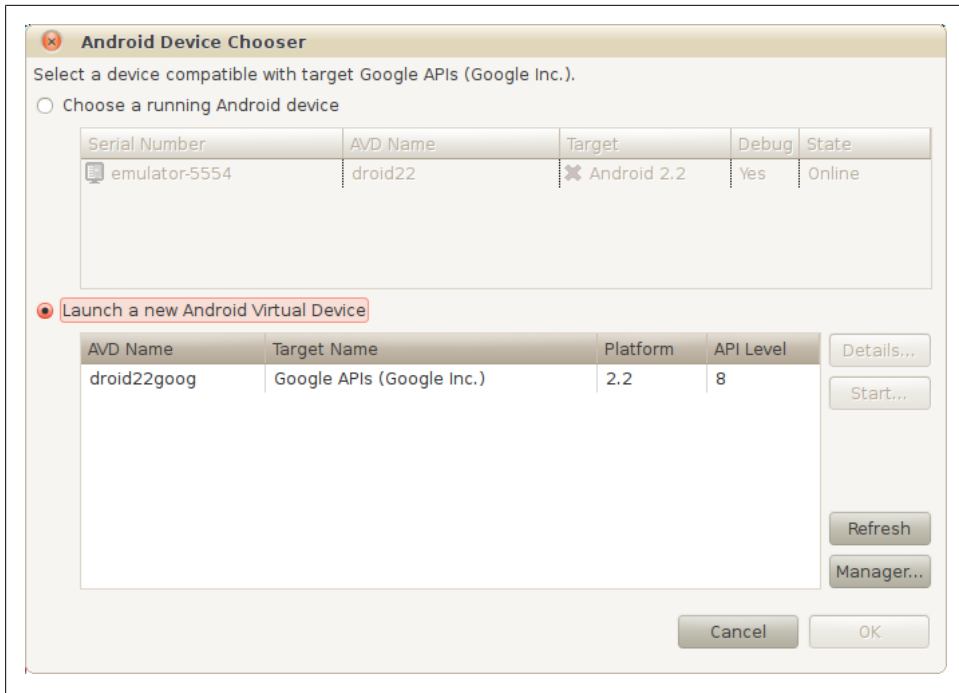 Android Device Chooser
Select a device compatible with target Google APIs (Google Inc.).
Choose a running Android device
Serial Number AVD Name Target Debug State
emulator-5554 droid22 Android 2.2 Yes Online
Launch a new Android Virtual Device
AVD Name Target Name Platform API Level
droid22goog Google APIs (Google Inc.) 2.2 8
Details...
Start...
Refresh
Manager...
Cancel OK